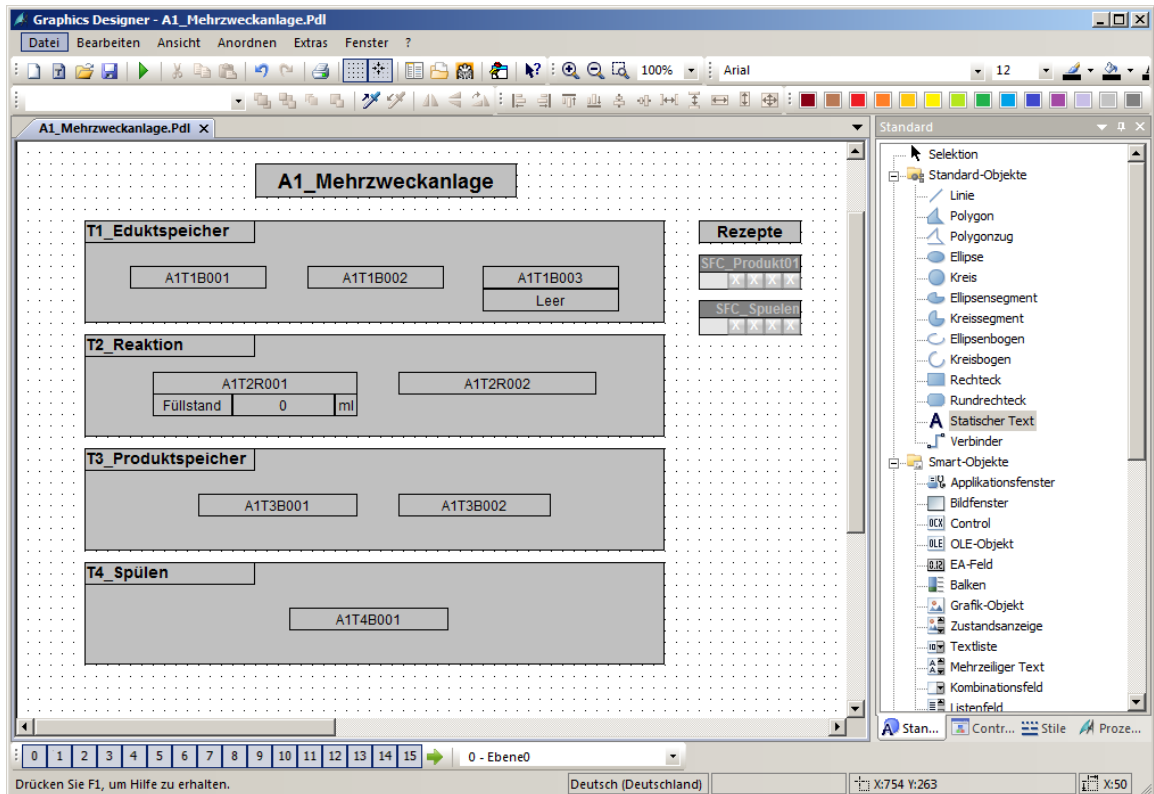 Graphics Designer - A1_Mehrzweckanlage.Pdl
Datei Bearbeiten Ansicht Anordnen Extras Fenster ?
100% Arial 12
A1_Mehrzweckanlage.Pdl X
A1_Mehrzweckanlage
T1_Eduktspeicher
A1T1B001 A1T1B002 A1T1B003
Leer
T2_Reaktion
A1T2R001 A1T2R002
Füllstand 0 ml
T3_Produktspeicher
A1T3B001 A1T3B002
T4_Spülen
A1T4B001
Rezepte
SFC_Produkt01
X X X X
SFC_Spuelen
X X X X
Standard
Selektion
Standard-Objekte
Linie
Polygon
Polygonzug
Ellipse
Kreis
Ellipsensegment
Kreissegment
Ellipsenbogen
Kreisbogen
Rechteck
Rundrechteck
A Statischer Text
Verbinder
Smart-Objekte
Applikationsfenster
Bildfenster
OCX Control
OLE OLE-Objekt
0.12 EA-Feld
Balken
Grafik-Objekt
Zustandsanzeige
Textliste
Mehrzeiliger Text
Kombinationsfeld
Listenfeld
Stan... Contr... Stile Proze...
0 1 2 3 4 5 6 7 8 9 10 11 12 13 14 15 0 - Ebene0
Drücken Sie F1, um Hilfe zu erhalten. Deutsch (Deutschland) X:754 Y:263 X:50